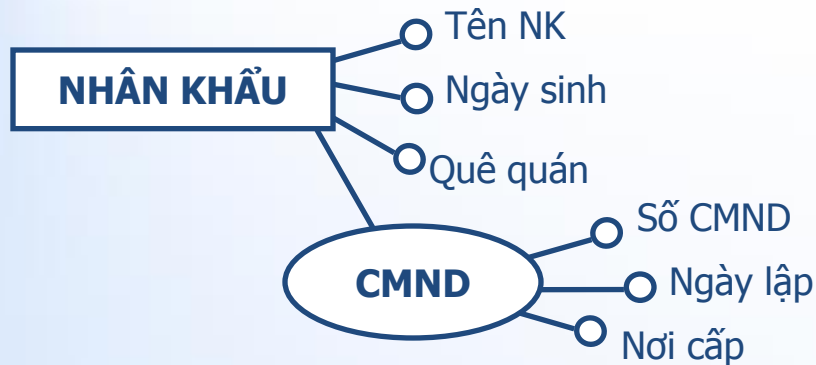 Tên NK
NHÂN KHẨU
Ngày sinh
Quê quán
Số CMND
CMND
Ngày lập
Nơi cấp